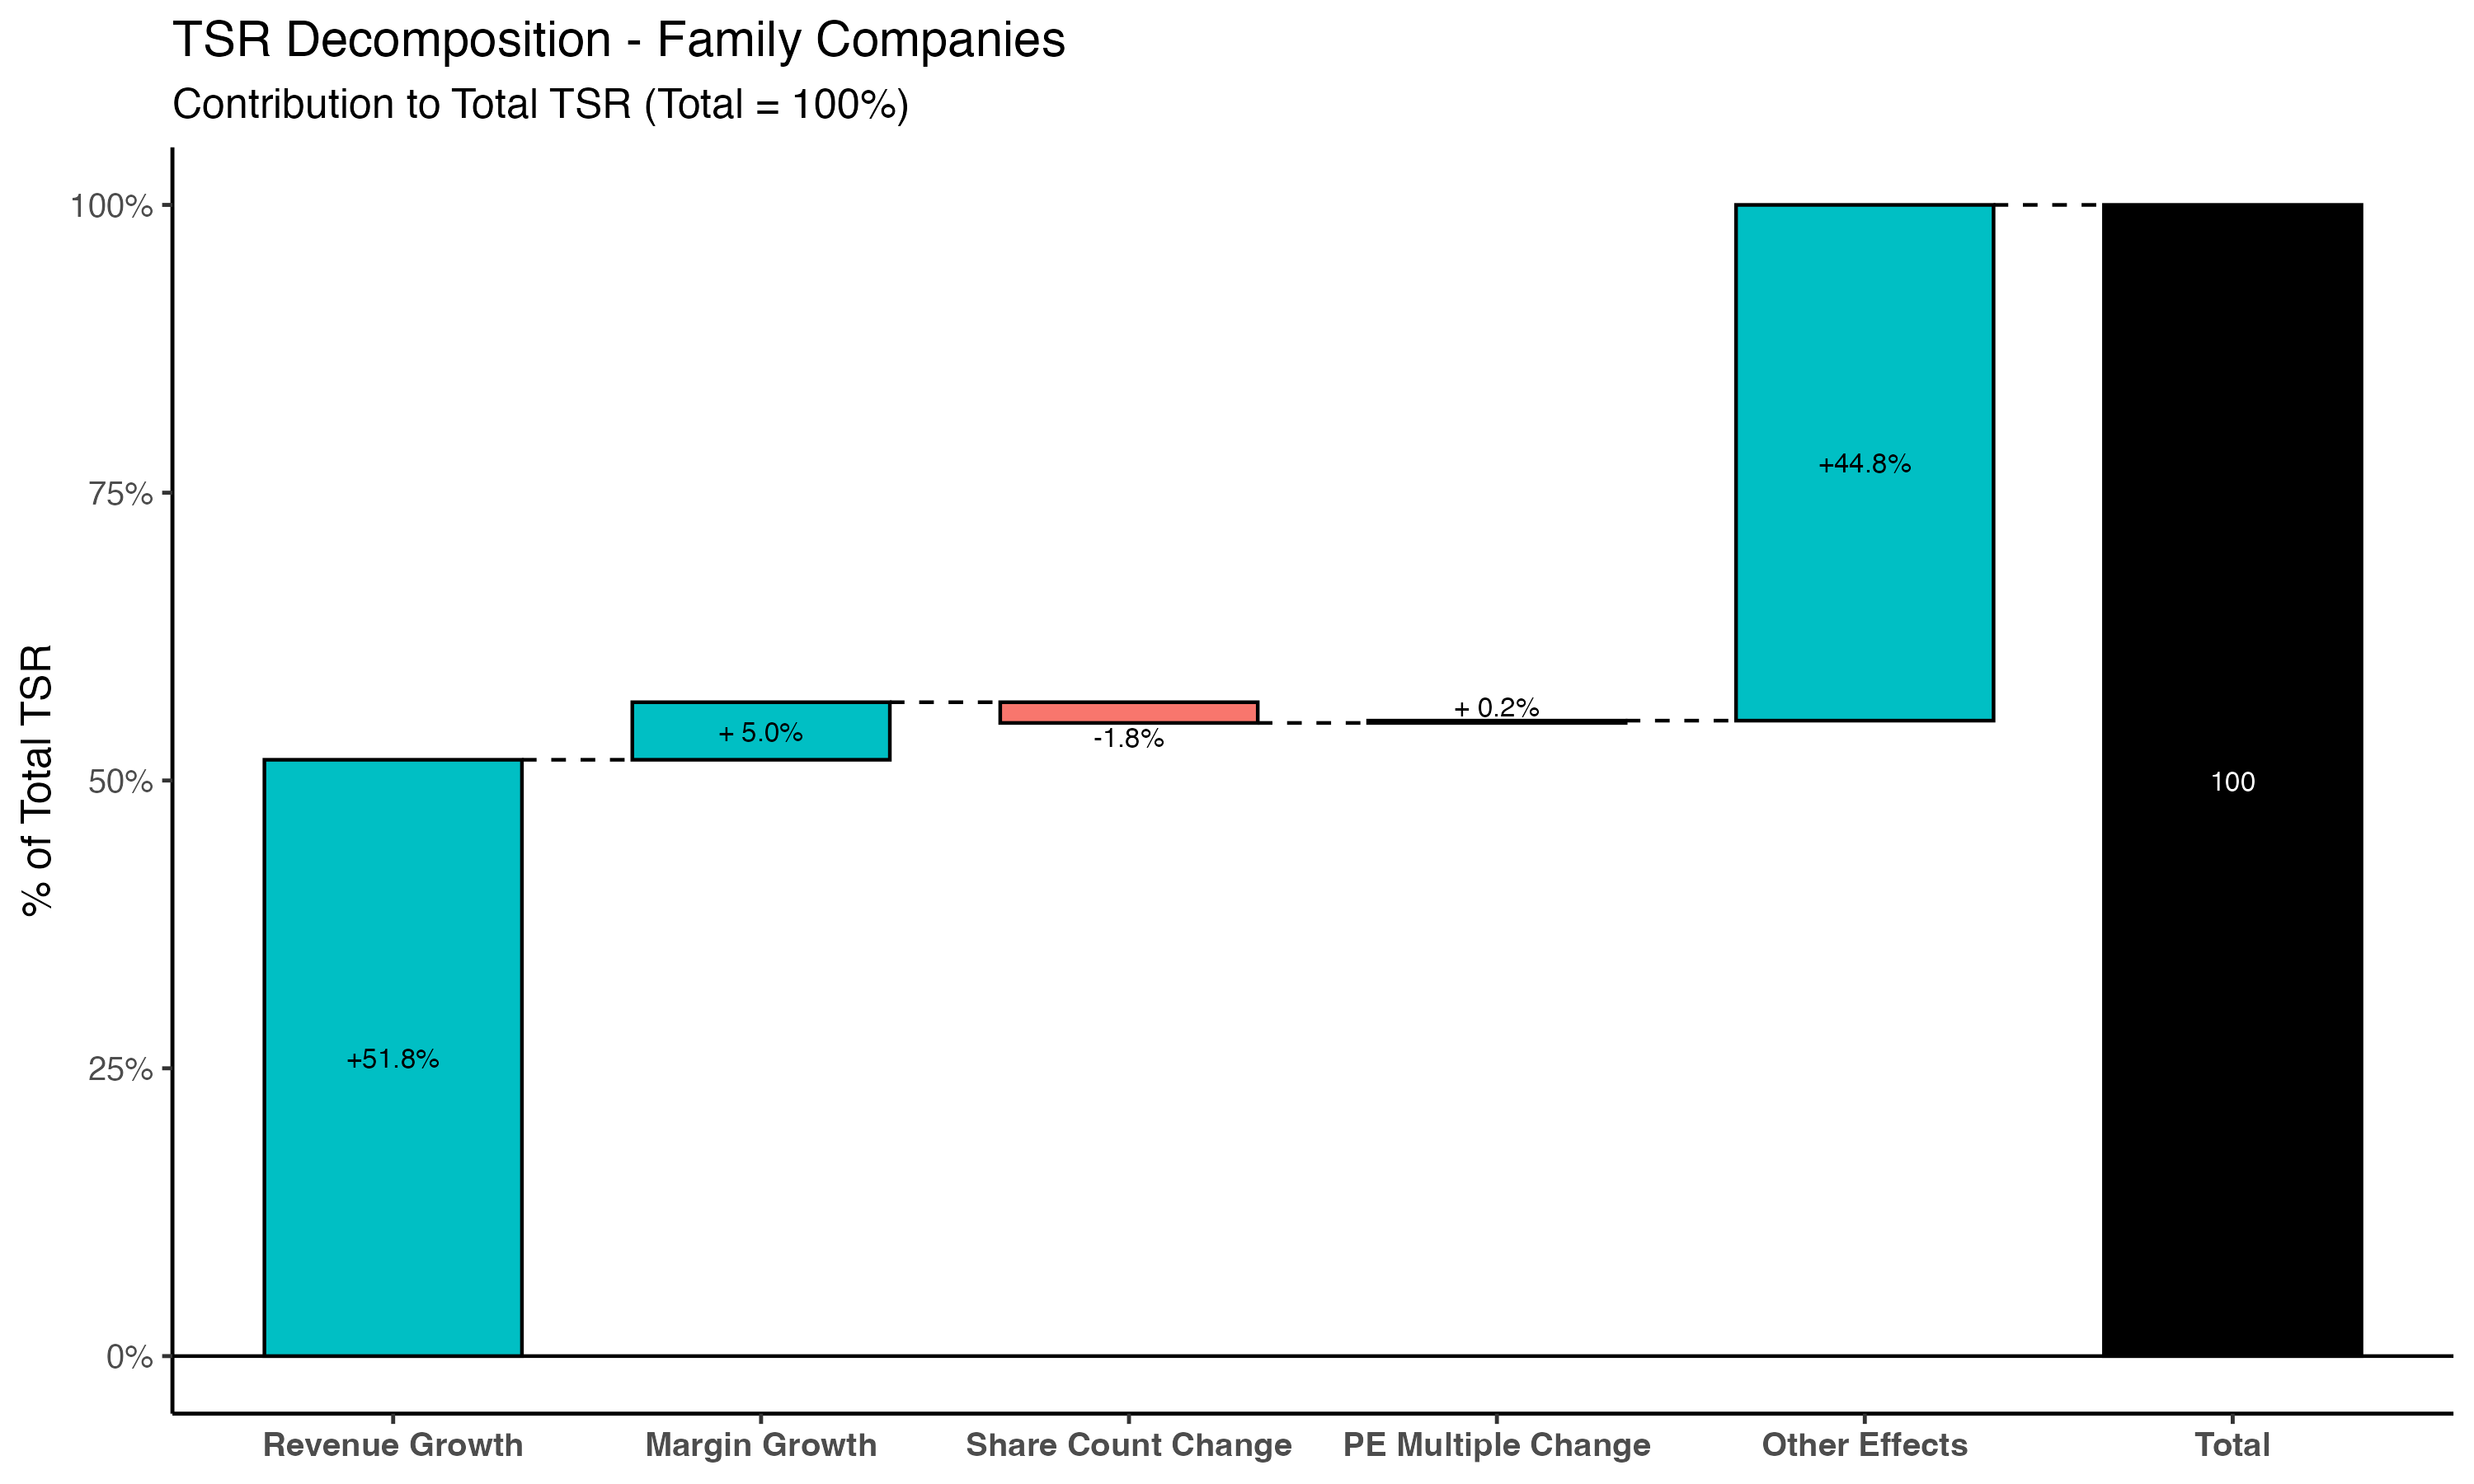 TSR Decomposition - Family Companies
Contribution to Total TSR (Total = 100%)
% of Total TSR
100%
75%
50%
25%
0%
+51.8%
+ 5.0%
-1.8%
+ 0.2%
+44.8%
100
Revenue Growth
Margin Growth
Share Count Change
PE Multiple Change
Other Effects
Total